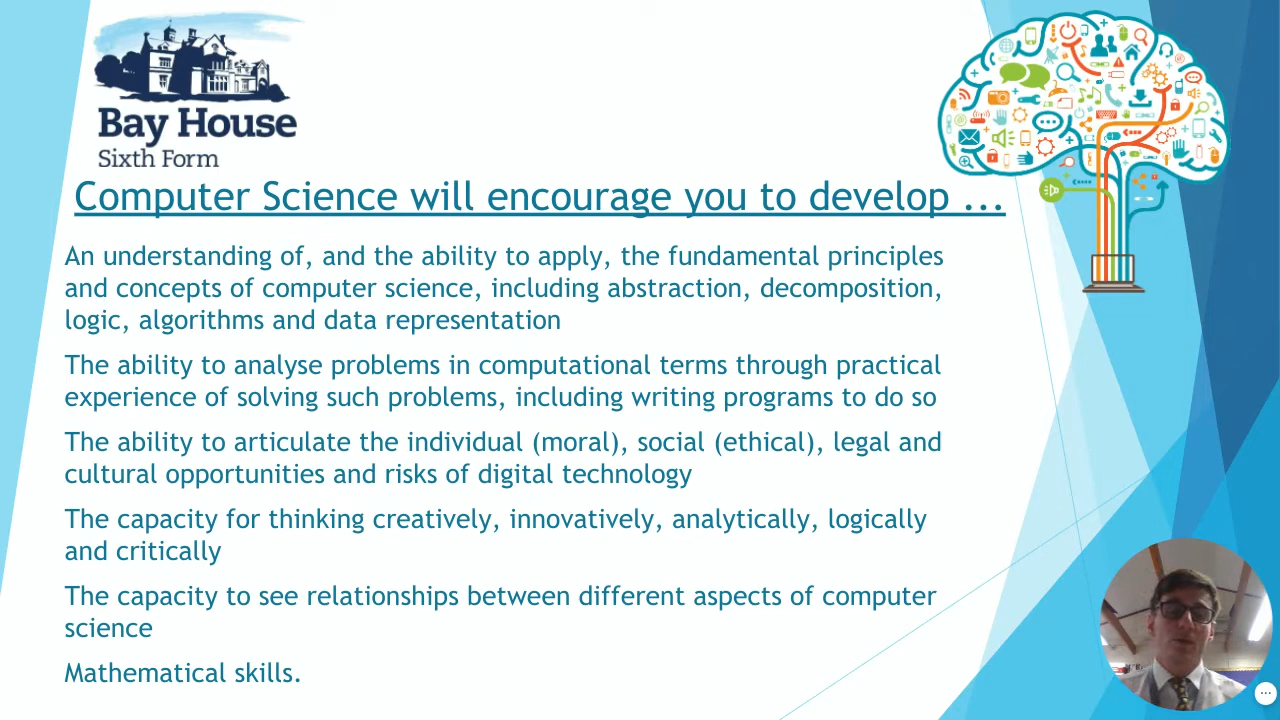 Bay House
Sixth Form
Computer Science will encourage you to develop ...
An understanding of, and the ability to apply, the fundamental principles
and concepts of computer science, including abstraction, decomposition,
logic, algorithms and data representation
The ability to analyse problems in computational terms through practical
experience of solving such problems, including writing programs to do so
The ability to articulate the individual (moral), social (ethical), legal and
cultural opportunities and risks of digital technology
The capacity for thinking creatively, innovatively, analytically, logically
and critically
The capacity to see relationships between different aspects of computer
science
Mathematical skills.